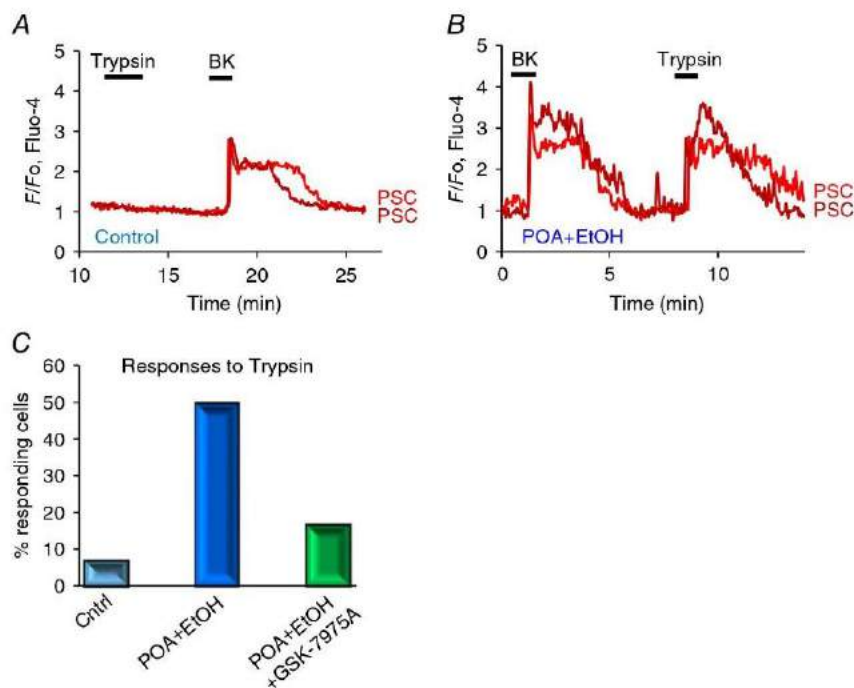 A
5
4
3
2
1
0
F/Fo, Fluo-4
Trypsin
BK
PSC
PSC
Control
10
15
20
25
Time (min)
B
5
4
3
2
1
0
F/Fo, Fluo-4
BK
Trypsin
PSC
PSC
POA+EtOH
0
5
10
Time (min)
C
Responses to Trypsin
60
50
40
30
20
10
0
% responding cells
Cntrl
POA+EtOH
POA+EtOH
+GSK-7975A